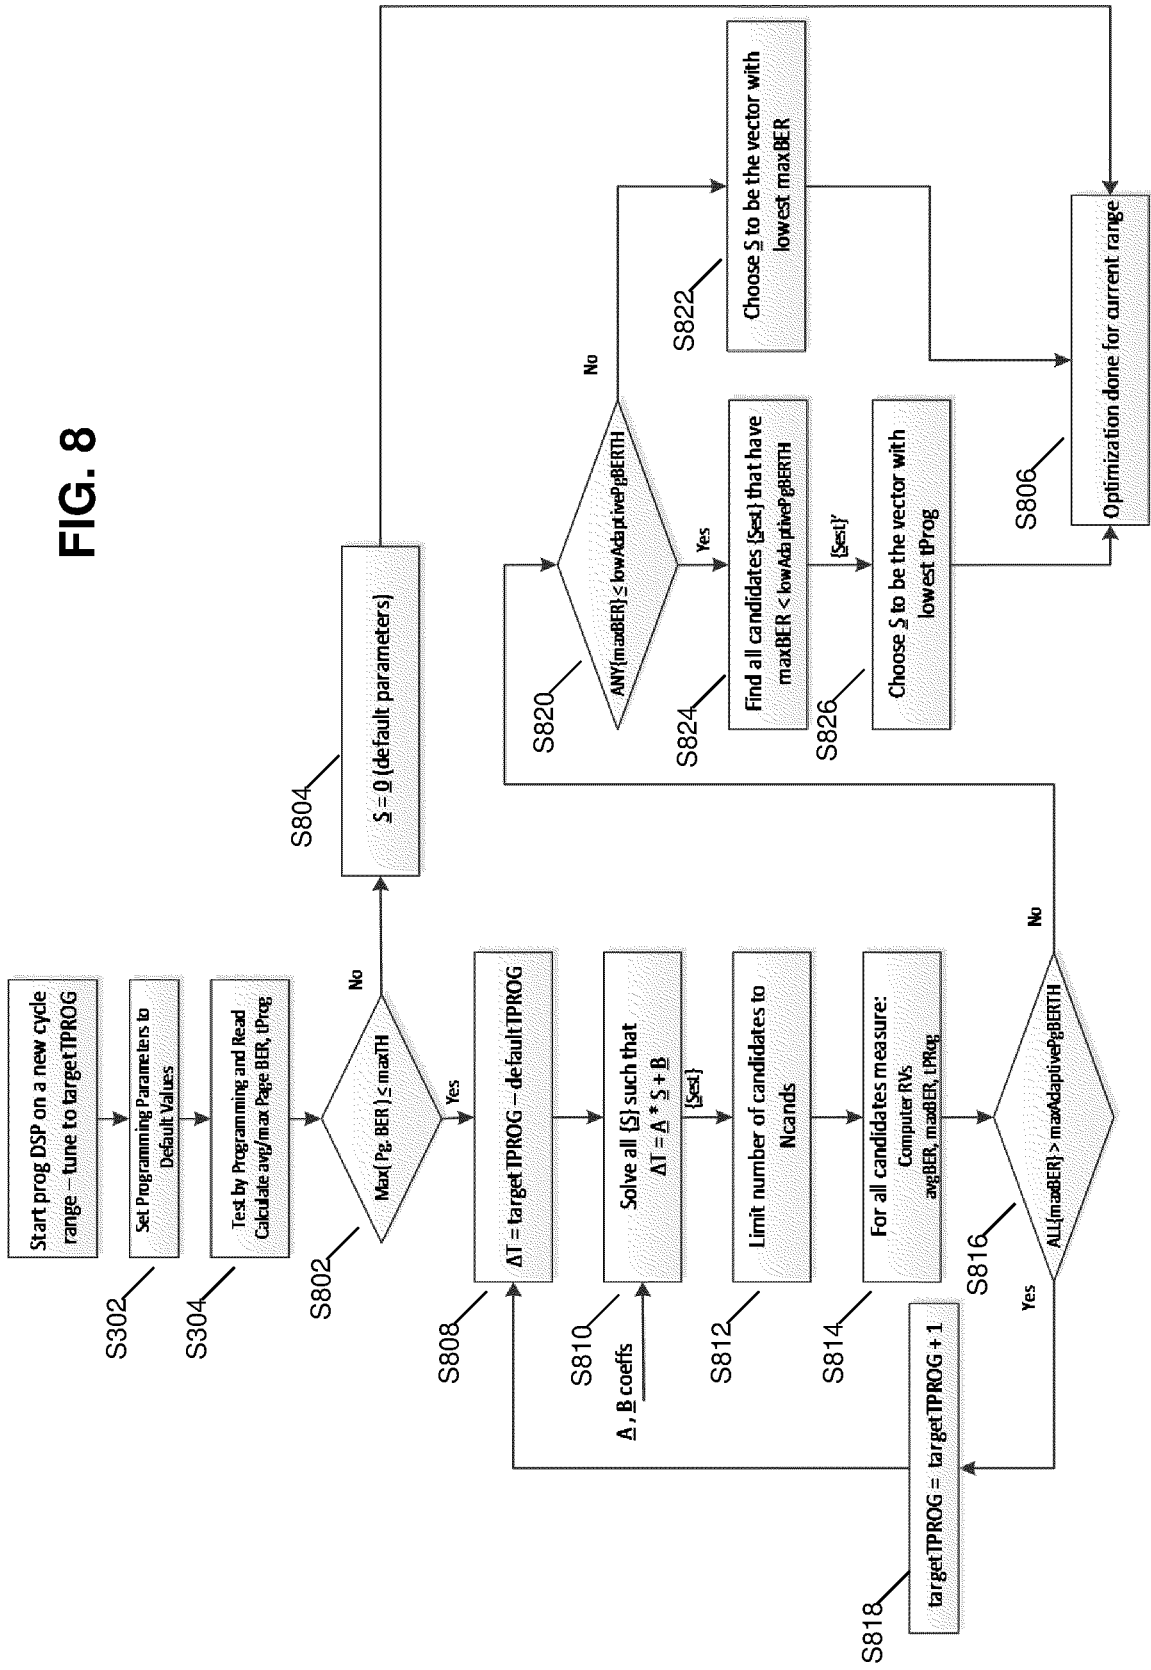 FIG. 8
Start prog DSP on a new cycle
range – tune to targetTPROG
S302
Set Programming Parameters to
Default Values
S304
Test by Programming and Read
Calculate avg/max Page BER, tProg
S802
Max( Pg. BER ) ≤ maxTH
No
Yes
S804
S = 0 (default parameters)
S808
ΔT = targetTPROG – defaultTPROG
S810
A , B coeffs
Solve all {S} such that
ΔT = A * S + B
{Sest}
S812
Limit number of candidates to
Ncands
S814
For all candidates measure:
Computer RVs
avgBER, maxBER, tPRog
S816
ALL{maxBER} > maxAdaptivePgBERTH
Yes
No
S818
targetTPROG = targetTPROG + 1
S820
ANY{maxBER} ≤ lowAdaptivePgBERTH
No
Yes
S822
Choose S to be the vector with
lowest maxBER
S824
Find all candidates {Sest} that have
maxBER < lowAdaptivePgBERTH
{Sest}'
S826
Choose S to be the vector with
lowest tProg
S806
Optimization done for current range